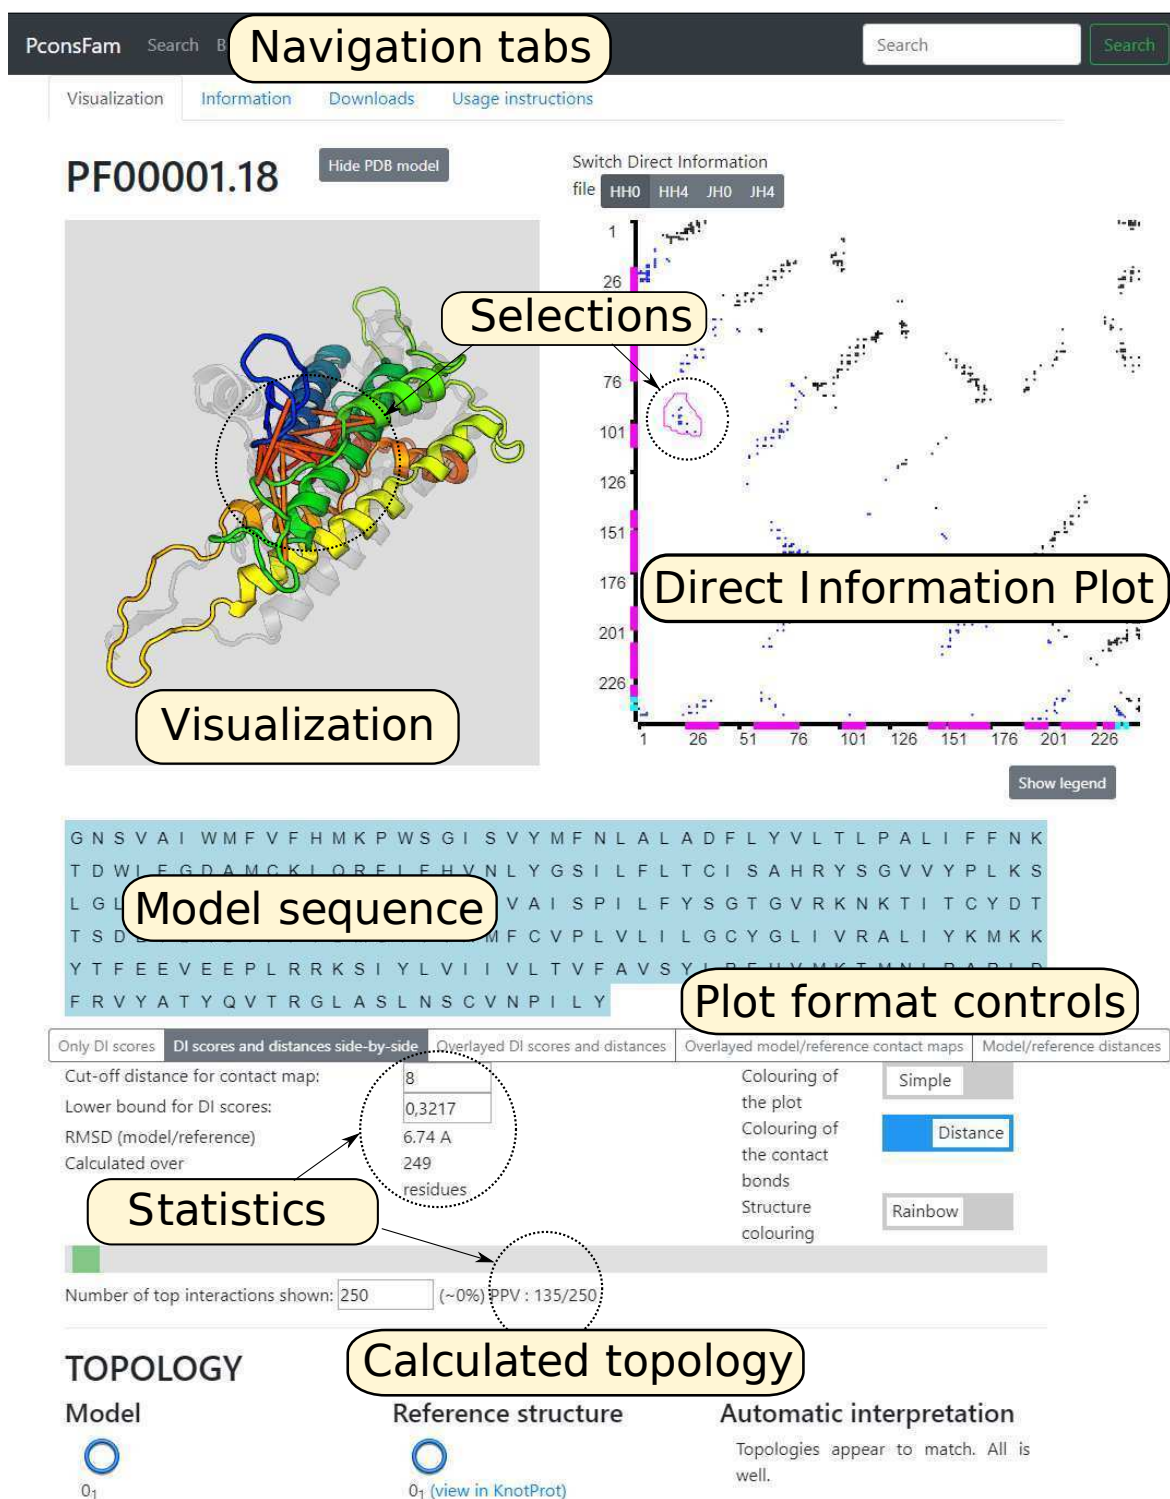 PconsFam Search B Navigation tabs Search Search
Visualization Information Downloads Usage instructions
PF00001.18 Hide PDB model
Switch Direct Information
file HH0 HH4 JH0 JH4
1
26
Selections
76
101
126
151
176 Direct Information Plot
201
226
Visualization
1 26 51 76 101 126 151 176 201 226
Show legend
G N S V A I W M F V F H M K P W S G I S V Y M F N L A L A D F L Y V L T L P A L I F F N K
T D W I F G D A M C K L Q R F I F H V N L Y G S I L F L T C I S A H R Y S G V V Y P L K S
L G L Model sequence V A I S P I L F Y S G T G V R K N K T I T C Y D T
T S D M F C V P L V L I L G C Y G L I V R A L I Y K M K K
Y T F E E V E E P L R R K S I Y L V I I V L T V F A V S Y
F R V Y A T Y Q V T R G L A S L N S C V N P I L Y
Plot format controls
Only DI scores DI scores and distances side-by-side Overlayed DI scores and distances Overlayed model/reference contact maps Model/reference distances
Cut-off distance for contact map: 8
Lower bound for DI scores: 0,3217
RMSD (model/reference) 6.74 A
Calculated over 249
residues
Colouring of
the plot Simple
Colouring of
the contact
bonds Distance
Structure
colouring Rainbow
Statistics
Number of top interactions shown: 250 (~0%) PPV : 135/250
Calculated topology
TOPOLOGY
Model Reference structure Automatic interpretation
Topologies appear to match. All is
well.
0₁ 0₁ (view in KnotProt)